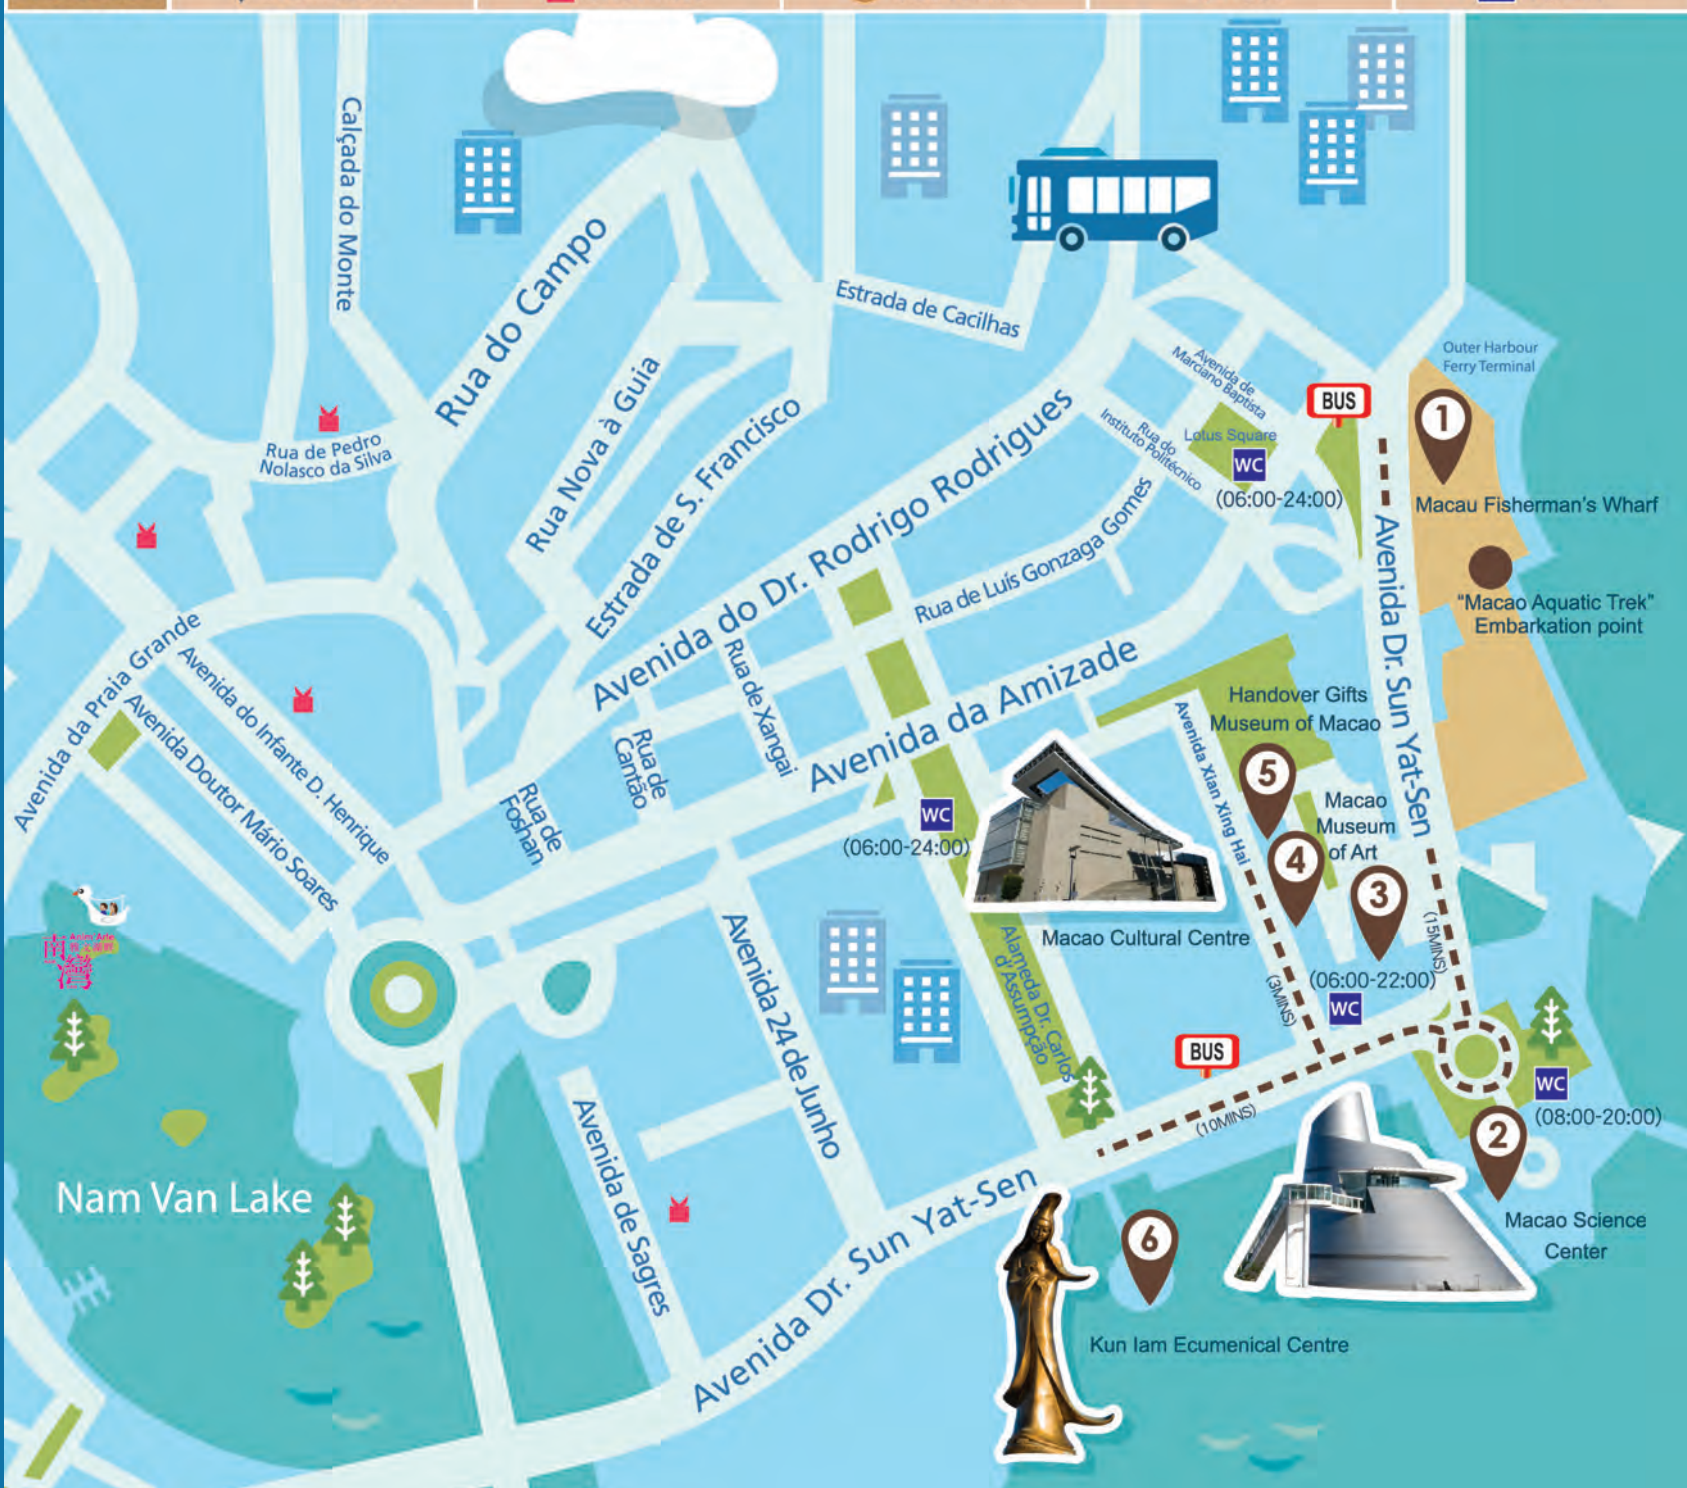 Calçada do Monte
Rua do Campo
Estrada de Cacilhas
Outer Harbour
Ferry Terminal
Avenida de
Marciano Baptista
BUS
1
Rua de Pedro
Nolasco da Silva
Rua Nova à Guia
Estrada de S. Francisco
Avenida do Dr. Rodrigo Rodrigues
Rua do
Instituto Politécnico
Lotus Square
WC
(06:00-24:00)
Macau Fisherman's Wharf
Rua de Luís Gonzaga Gomes
Avenida Dr. Sun Yat-Sen
"Macao Aquatic Trek"
Embarkation point
Avenida da Praia Grande
Avenida do Infante D. Henrique
Avenida Doutor Mário Soares
Rua de Xangai
Rua de
Cantão
Rua de
Foshan
Avenida da Amizade
Handover Gifts
Museum of Macao
Avenida Xian Xing Hai
5
Macao
Museum
of Art
4
3
WC
(06:00-24:00)
Macao Cultural Centre
Alameda Dr. Carlos
d'Assumpção
Avenida 24 de Junho
(15MINS)
(3MINS)
(06:00-22:00)
WC
BUS
WC
(08:00-20:00)
(10MINS)
2
Macao Science
Center
南灣
Nam Van Lake
Avenida de Sagres
Avenida Dr. Sun Yat-Sen
6
Kun Iam Ecumenical Centre